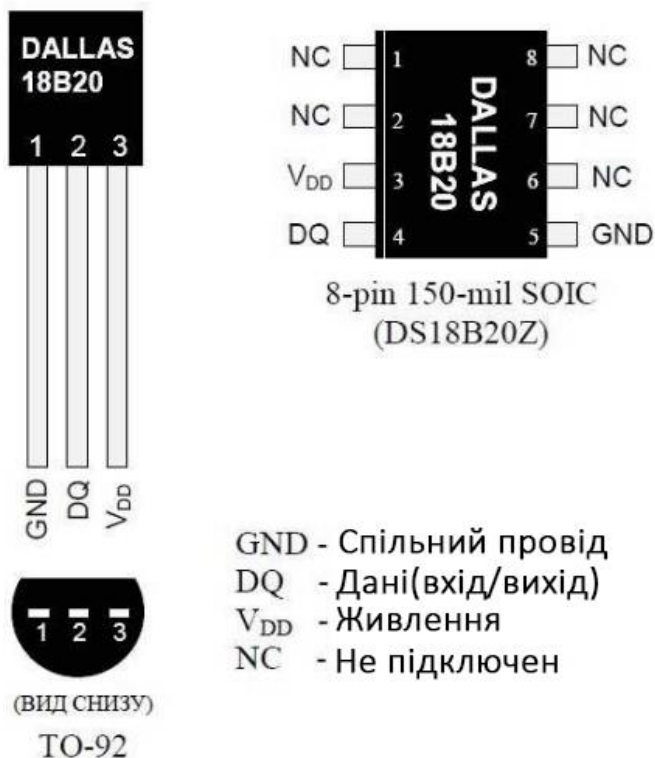 DALLAS
18B20
1 2 3
GND DQ VDD
1 2 3
(ВИД СНИЗУ)
TO-92
NC 1 8 NC
NC 2 7 NC
VDD 3 6 NC
DQ 4 5 GND
DALLAS
18B20
8-pin 150-mil SOIC
(DS18B20Z)
GND - Спільний провід
DQ - Дані(вхід/вихід)
VDD - Живлення
NC - Не підключен